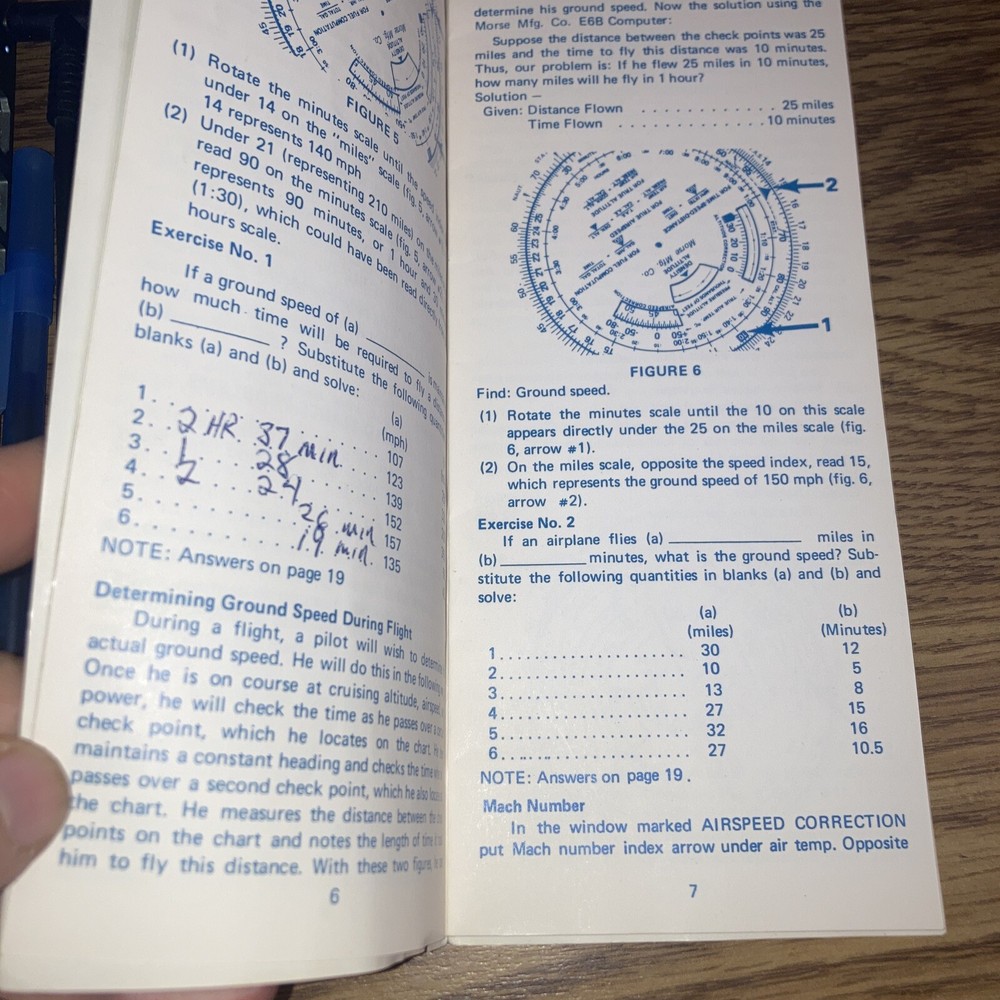 (1) Rotate the minutes scale until the speed
under 14 on the "miles" scale (fig. 5,
14 represents 140 mph
(2) Under 21 (representing 210 miles) on the
read 90 on the minutes scale (fig. 5,
represents 90 minutes, or 1 hour and 30
(1:30), which could have been read directly
hours scale.
FIGURE 5
Exercise No. 1
If a ground speed of (a) ________ is
how much time will be required to fly a
(b) ________ ? Substitute the following
blanks (a) and (b) and solve:
(a)
(mph)
1. 2 HR. 37 min. 107
2. 1 28 123
3. 2 24 139
4. 152
5. 26 min 157
6. 19 min. 135
NOTE: Answers on page 19
Determining Ground Speed During Flight
During a flight, a pilot will wish to
actual ground speed. He will do this in the following
Once he is on course at cruising altitude,
power, he will check the time as he passes over a
check point, which he locates on the chart. He
maintains a constant heading and checks the time
passes over a second check point, which he also
the chart. He measures the distance between the
points on the chart and notes the length of time
him to fly this distance. With these two
6
determine his ground speed. Now the solution using the
Morse Mfg. Co. E6B Computer:
Suppose the distance between the check points was 25
miles and the time to fly this distance was 10 minutes.
Thus, our problem is: If he flew 25 miles in 10 minutes,
how many miles will he fly in 1 hour?
Solution —
Given: Distance Flown . . . . . . . . . . . . 25 miles
Time Flown . . . . . . . . . . . . . 10 minutes
2
1
FIGURE 6
Find: Ground speed.
(1) Rotate the minutes scale until the 10 on this scale
appears directly under the 25 on the miles scale (fig.
6, arrow #1).
(2) On the miles scale, opposite the speed index, read 15,
which represents the ground speed of 150 mph (fig. 6,
arrow #2).
Exercise No. 2
If an airplane flies (a) ________ miles in
(b) ________ minutes, what is the ground speed? Sub-
stitute the following quantities in blanks (a) and (b) and
solve:
(a) (b)
(miles) (Minutes)
1. . . . . . . . . . . . . 30 12
2. . . . . . . . . . . . . 10 5
3. . . . . . . . . . . . . 13 8
4. . . . . . . . . . . . . 27 15
5. . . . . . . . . . . . . 32 16
6. . . . . . . . . . . . . 27 10.5
NOTE: Answers on page 19.
Mach Number
In the window marked AIRSPEED CORRECTION
put Mach number index arrow under air temp. Opposite
7